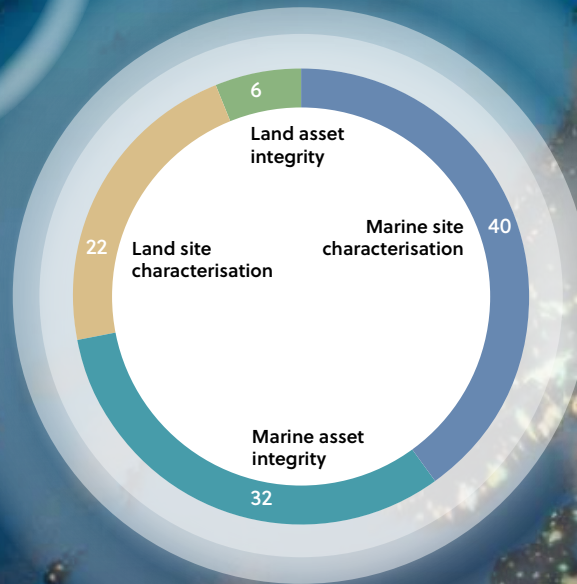 6
Land asset
integrity
Marine site
characterisation
40
22
Land site
characterisation
Marine asset
integrity
32